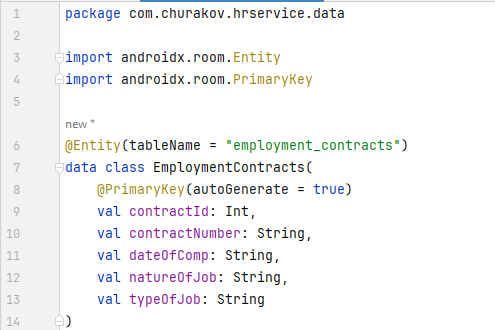 1 package com.churakov.hrservice.data
2
3 import androidx.room.Entity
4 import androidx.room.PrimaryKey
5
new *
6 @Entity(tableName = "employment_contracts")
7 data class EmploymentContracts(
8     @PrimaryKey(autoGenerate = true)
9     val contractId: Int,
10     val contractNumber: String,
11     val dateOfComp: String,
12     val natureOfJob: String,
13     val typeOfJob: String
14 )